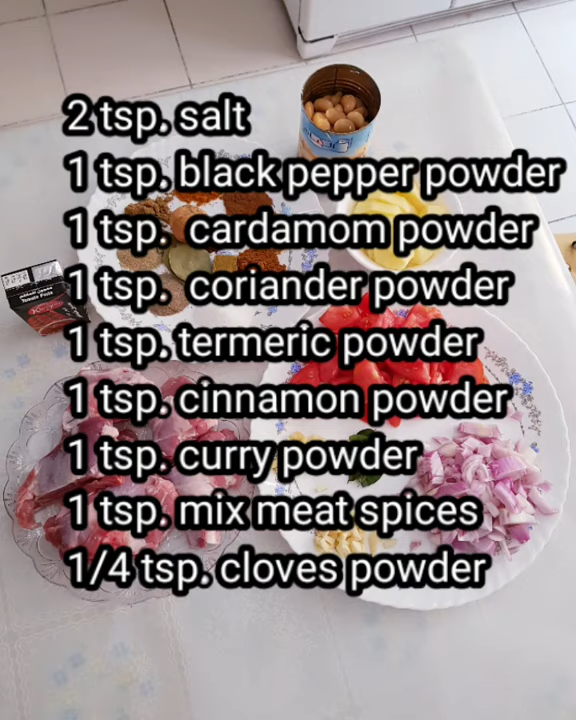 2 tsp. salt
1 tsp. black pepper powder
1 tsp. cardamom powder
1 tsp. coriander powder
1 tsp. termeric powder
1 tsp. cinnamon powder
1 tsp. curry powder
1 tsp. mix meat spices
1/4 tsp. cloves powder
Tomato Paste